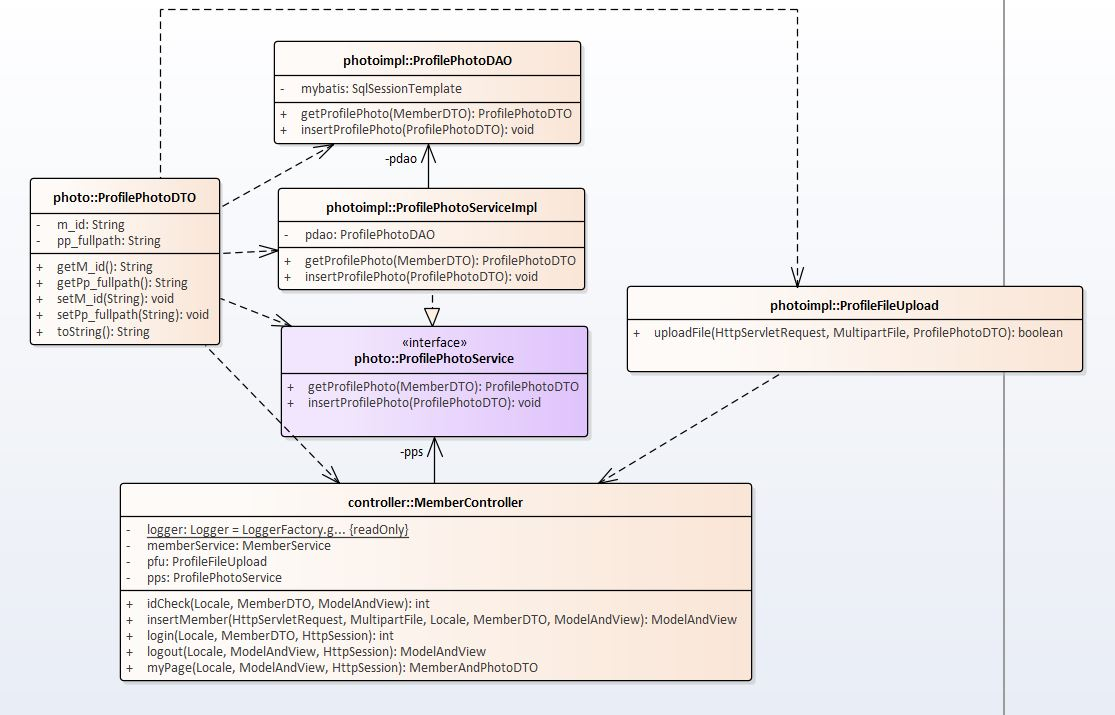 photoimpl::ProfilePhotoDAO
- mybatis: SqlSessionTemplate
+ getProfilePhoto(MemberDTO): ProfilePhotoDTO
+ insertProfilePhoto(ProfilePhotoDTO): void
-pdao
photo::ProfilePhotoDTO
- m_id: String
- pp_fullpath: String
+ getM_id(): String
+ getPp_fullpath(): String
+ setM_id(String): void
+ setPp_fullpath(String): void
+ toString(): String
photoimpl::ProfilePhotoServiceImpl
- pdao: ProfilePhotoDAO
+ getProfilePhoto(MemberDTO): ProfilePhotoDTO
+ insertProfilePhoto(ProfilePhotoDTO): void
photoimpl::ProfileFileUpload
+ uploadFile(HttpServletRequest, MultipartFile, ProfilePhotoDTO): boolean
«interface»
photo::ProfilePhotoService
+ getProfilePhoto(MemberDTO): ProfilePhotoDTO
+ insertProfilePhoto(ProfilePhotoDTO): void
-pps
controller::MemberController
- logger: Logger = LoggerFactory.g... {readOnly}
- memberService: MemberService
- pfu: ProfileFileUpload
- pps: ProfilePhotoService
+ idCheck(Locale, MemberDTO, ModelAndView): int
+ insertMember(HttpServletRequest, MultipartFile, Locale, MemberDTO, ModelAndView): ModelAndView
+ login(Locale, MemberDTO, HttpSession): int
+ logout(Locale, ModelAndView, HttpSession): ModelAndView
+ myPage(Locale, ModelAndView, HttpSession): MemberAndPhotoDTO